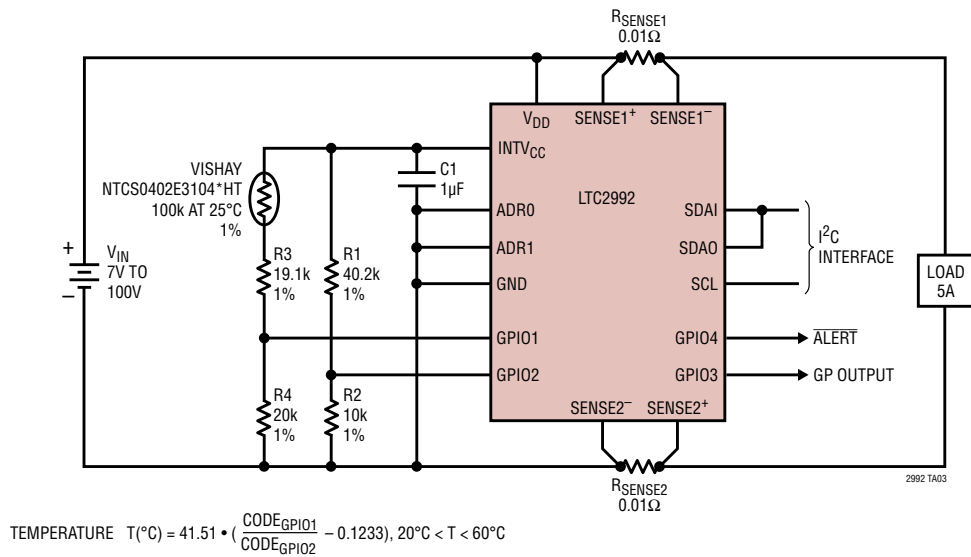 RSENSE1
0.01Ω
VDD
SENSE1+
SENSE1−
INTVCC
VISHAY
NTCS0402E3104*HT
100k AT 25°C
1%
C1
1µF
LTC2992
ADR0
SDAI
ADR1
SDAO
I2C
INTERFACE
GND
SCL
+
VIN
7V TO
100V
−
R3
19.1k
1%
R1
40.2k
1%
LOAD
5A
GPIO1
GPIO4
ALERT
GPIO2
GPIO3
GP OUTPUT
R4
20k
1%
R2
10k
1%
SENSE2−
SENSE2+
RSENSE2
0.01Ω
2992 TA03
TEMPERATURE T(°C) = 41.51 • ( CODEGPIO1 / CODEGPIO2 – 0.1233), 20°C < T < 60°C